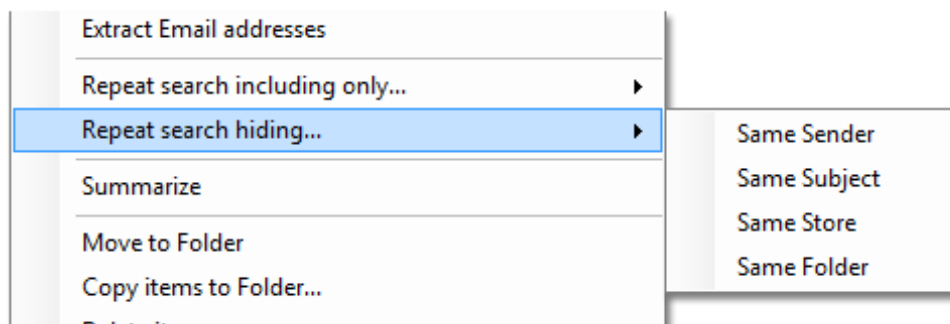 Extract Email addresses
Repeat search including only...
Repeat search hiding...
Summarize
Move to Folder
Copy items to Folder...
Same Sender
Same Subject
Same Store
Same Folder